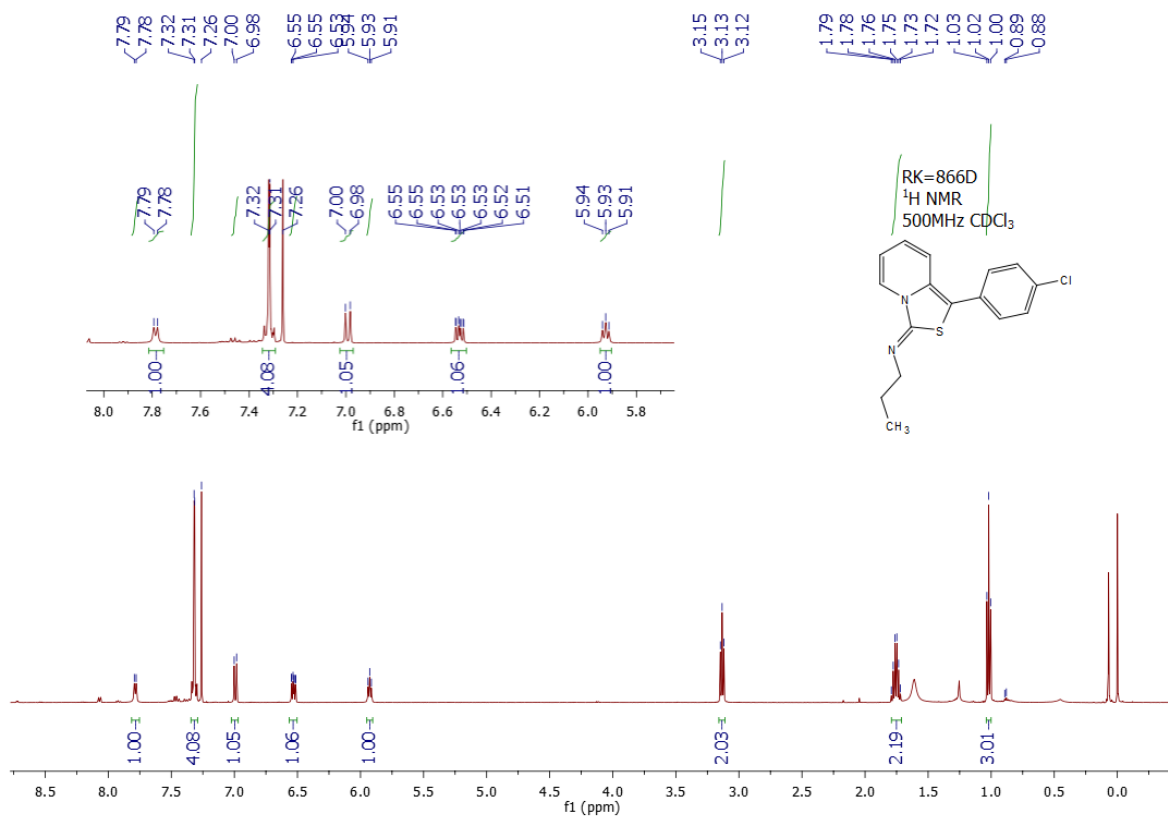 7.79 7.78 7.32 7.31 7.26 7.00 6.98 6.55 6.55 6.53 5.94 5.93 5.91 3.15 3.13 3.12 1.79 1.78 1.76 1.75 1.73 1.72 1.03 1.02 1.00 0.89 0.88
7.79 7.78 7.32 7.31 7.26 7.00 6.98 6.55 6.55 6.53 6.53 6.53 6.52 6.51 5.94 5.93 5.91
1.00 4.08 1.05 1.06 1.00
8.0 7.8 7.6 7.4 7.2 7.0 6.8 6.6 6.4 6.2 6.0 5.8
f1 (ppm)
RK=866D
¹H NMR
500MHz CDCl₃
Cl
N
S
N
CH₃
1.00 4.08 1.05 1.06 1.00 2.03 2.19 3.01
8.5 8.0 7.5 7.0 6.5 6.0 5.5 5.0 4.5 4.0 3.5 3.0 2.5 2.0 1.5 1.0 0.5 0.0
f1 (ppm)